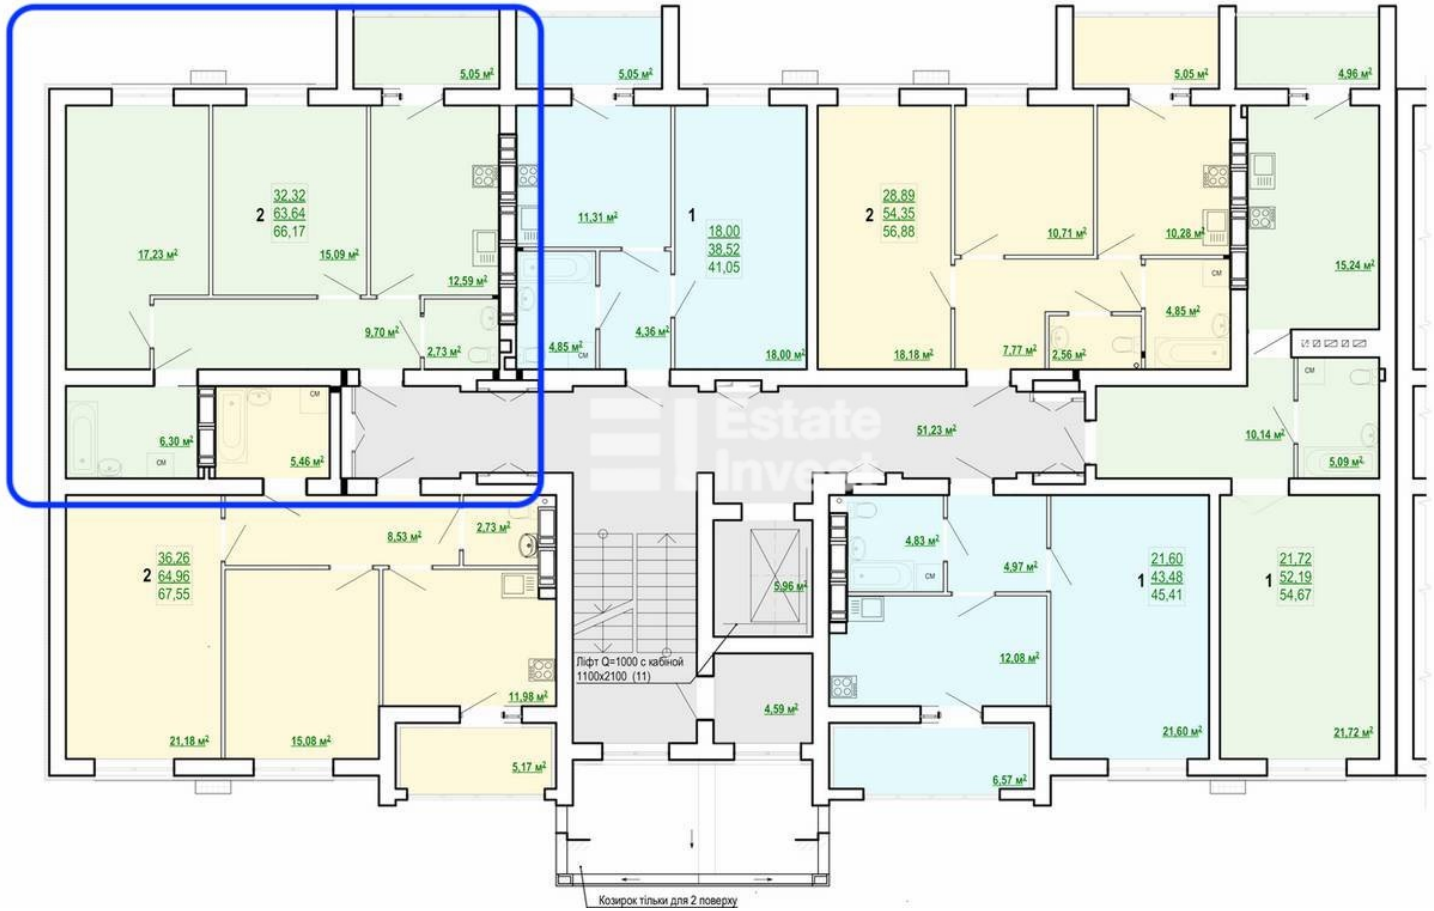 5,05 м²
5,05 м²
5,05 м²
4,96 м²
32,32
2 63,64
66,17
17,23 м²
15,09 м²
12,59 м²
9,70 м²
2,73 м²
6,30 м²
СМ
5,46 м²
СМ
11,31 м²
1
18.00
38,52
41,05
4,85 м²
СМ
4,36 м²
18,00 м²
28,89
2 54,35
56,88
10,71 м²
10,28 м²
СМ
4,85 м²
18,18 м²
7,77 м²
2,56 м²
15,24 м²
СМ
10,14 м²
5,09 м²
51,23 м²
Estate
Invest
36,26
2 64,96
67,55
8,53 м²
2,73 м²
11,98 м²
21,18 м²
15,08 м²
5,17 м²
5,96 м²
Ліфт Q=1000 с кабіной
1100х2100 (11)
4,59 м²
4,83 м²
СМ
4,97 м²
12,08 м²
21,60
1 43,48
45,41
21,60 м²
6,57 м²
21,72
1 52,19
54,67
21,72 м²
Козирок тільки для 2 поверху